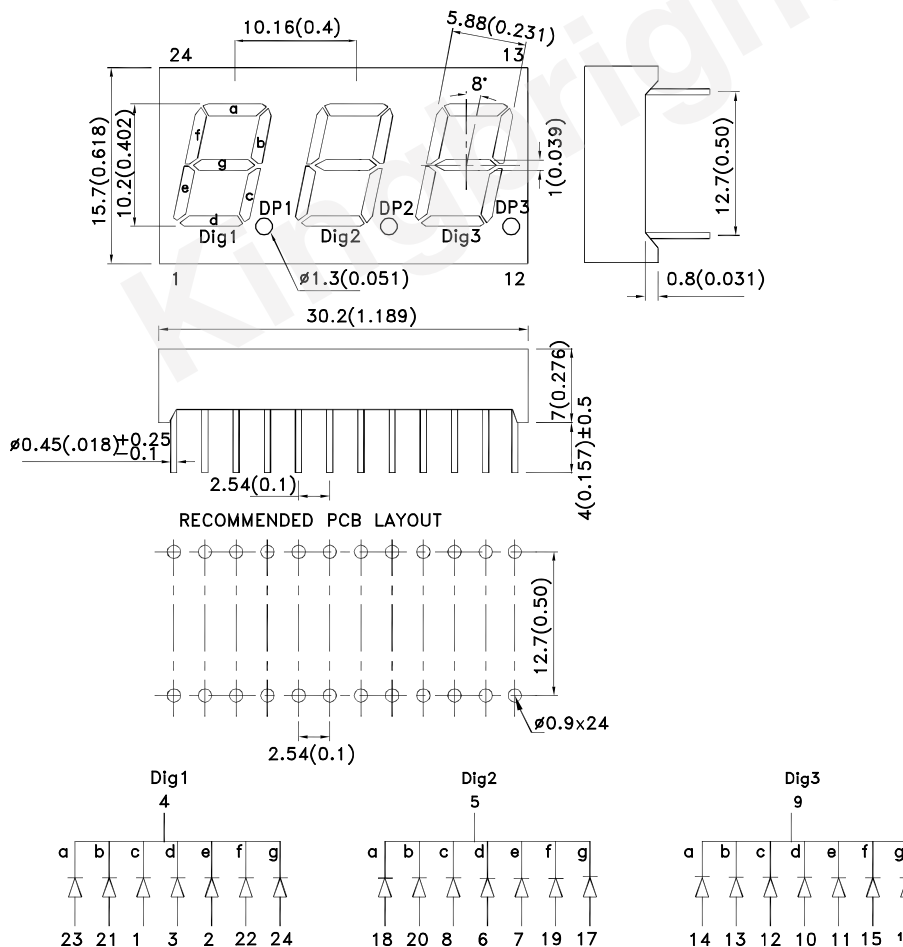 10.16(0.4)
5.88(0.231)
24
13
8°
15.7(0.618)
10.2(0.402)
a
f
b
g
e
c
d
DP1
DP2
DP3
Dig1
Dig2
Dig3
1(0.039)
12.7(0.50)
1
ø1.3(0.051)
12
0.8(0.031)
30.2(1.189)
7(0.276)
ø0.45(.018)+0.25
-0.1
4(0.157)±0.5
2.54(0.1)
RECOMMENDED PCB LAYOUT
12.7(0.50)
ø0.9x24
2.54(0.1)
Dig1
4
a b c d e f g
23 21 1 3 2 22 24
Dig2
5
a b c d e f g
18 20 8 6 7 19 17
Dig3
9
a b c d e f g
14 13 12 10 11 15
Kingbright